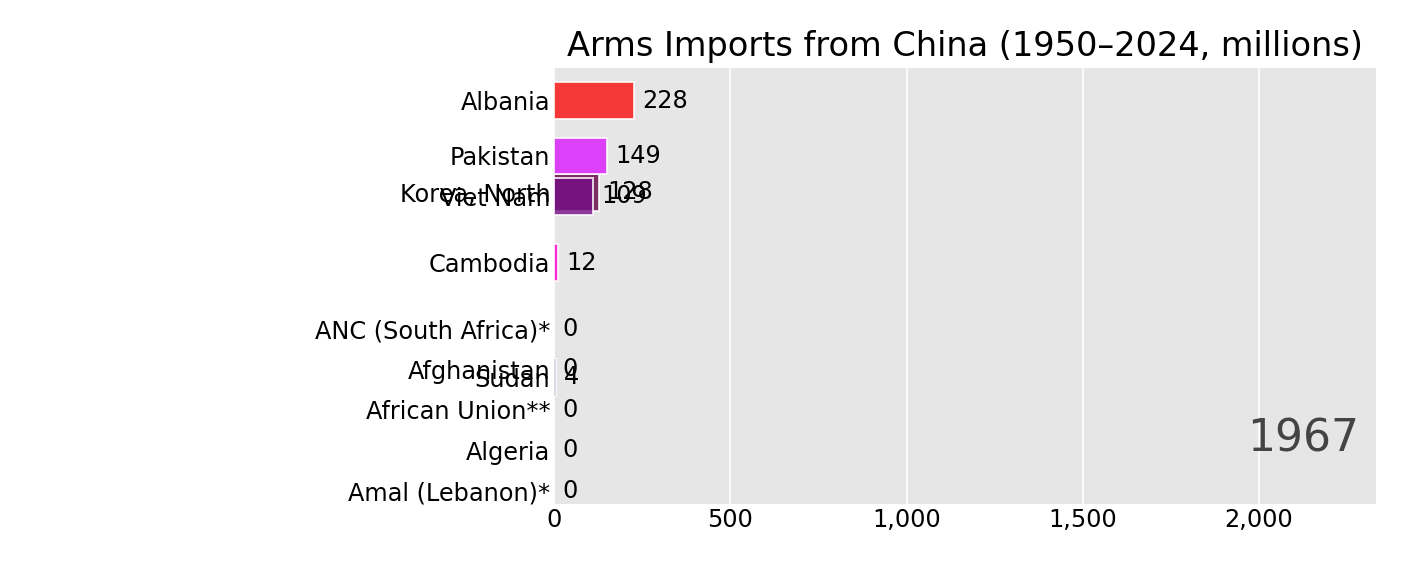 Arms Imports from China (1950–2024, millions)
Albania 228
Pakistan 149
Korea, North 128
Viet Nam 109
Cambodia 12
ANC (South Africa)* 0
Afghanistan 0
Sudan 4
African Union** 0
1967
Algeria 0
Amal (Lebanon)* 0
0 500 1,000 1,500 2,000